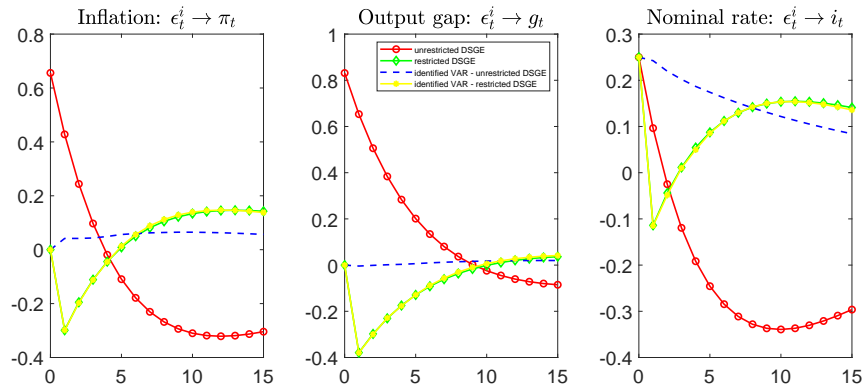 Inflation: $\epsilon_t^i \to \pi_t$
Output gap: $\epsilon_t^i \to g_t$
Nominal rate: $\epsilon_t^i \to i_t$
0.8
0.6
0.4
0.2
0
-0.2
-0.4
0 5 10 15
1
0.8
0.6
0.4
0.2
0
-0.2
-0.4
0 5 10 15
unrestricted DSGE
restricted DSGE
identified VAR - unrestricted DSGE
identified VAR - restricted DSGE
0.3
0.2
0.1
0
-0.1
-0.2
-0.3
-0.4
0 5 10 15